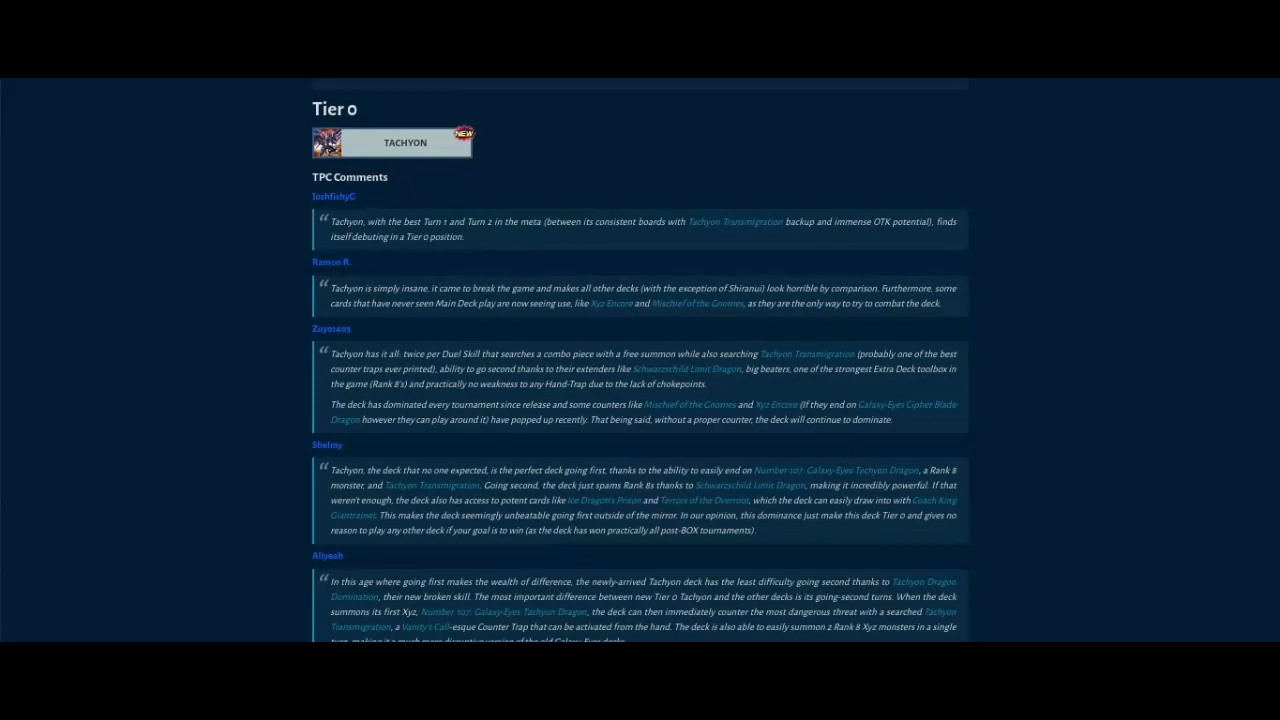 Tier 0
NEW
TACHYON
TPC Comments
JoshfishyG
“ Tachyon, with the best Turn 1 and Turn 2 in the meta (between its consistent boards with Tachyon Transmigration backup and immense OTK potential), finds
itself debuting in a Tier 0 position.
Ramon R.
“ Tachyon is simply insane, it came to break the game and makes all other decks (with the exception of Shiranui) look horrible by comparison. Furthermore, some
cards that have never seen Main Deck play are now seeing use, like Xyz Encore and Mischief of the Gnomes, as they are the only way to try to combat the deck.
Zuyo1403
“ Tachyon has it all: twice per Duel Skill that searches a combo piece with a free summon while also searching Tachyon Transmigration (probably one of the best
counter traps ever printed), ability to go second thanks to their extenders like Schwarzschild Limit Dragon, big beaters, one of the strongest Extra Deck toolbox in
the game (Rank 8's) and practically no weakness to any Hand-Trap due to the lack of chokepoints.
The deck has dominated every tournament since release and some counters like Mischief of the Gnomes and Xyz Encore (If they end on Galaxy-Eyes Cipher Blade
Dragon however they can play around it) have popped up recently. That being said, without a proper counter, the deck will continue to dominate.
Shelmy
“ Tachyon, the deck that no one expected, is the perfect deck going first, thanks to the ability to easily end on Number 107: Galaxy-Eyes Tachyon Dragon, a Rank 8
monster, and Tachyon Transmigration. Going second, the deck just spams Rank 8s thanks to Schwarzschild Limit Dragon, making it incredibly powerful. If that
weren't enough, the deck also has access to potent cards like Ice Dragon's Prison and Terrors of the Overroot, which the deck can easily draw into with Coach King
Giantrainer. This makes the deck seemingly unbeatable going first outside of the mirror. In our opinion, this dominance just make this deck Tier 0 and gives no
reason to play any other deck if your goal is to win (as the deck has won practically all post-BOX tournaments).
Aliyeah
“ In this age where going first makes the wealth of difference, the newly-arrived Tachyon deck has the least difficulty going second thanks to Tachyon Dragon
Domination, their new broken skill. The most important difference between new Tier 0 Tachyon and the other decks is its going-second turns. When the deck
summons its first Xyz, Number 107: Galaxy-Eyes Tachyon Dragon, the deck can then immediately counter the most dangerous threat with a searched Tachyon
Transmigration, a Vanity's Call-esque Counter Trap that can be activated from the hand. The deck is also able to easily summon 2 Rank 8 Xyz monsters in a single
turn, making it a much more disruptive version of the old Galaxy-Eyes decks.